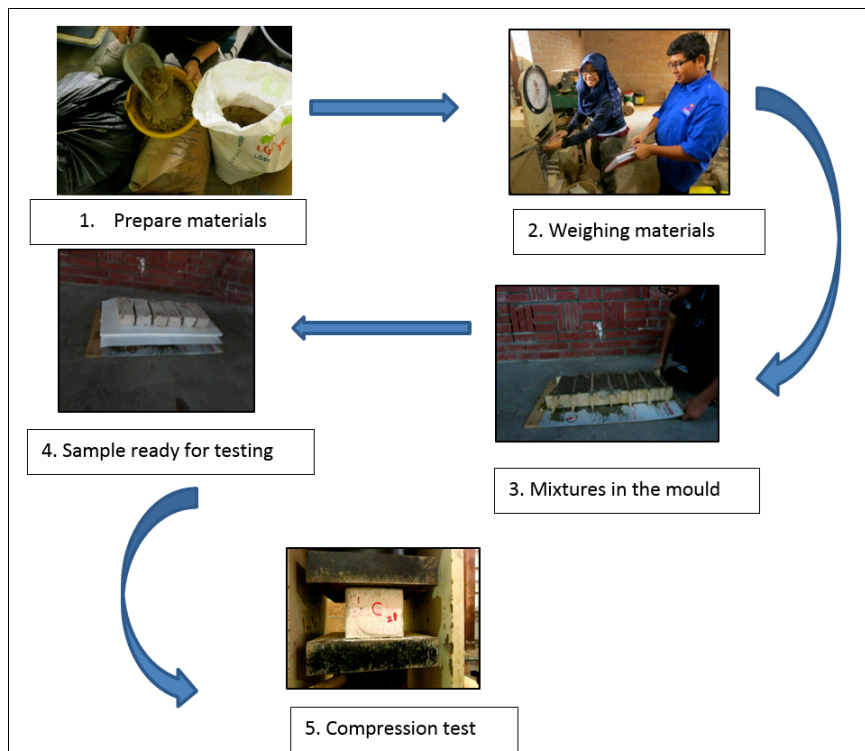 1. Prepare materials
2. Weighing materials
3. Mixtures in the mould
4. Sample ready for testing
5. Compression test
C